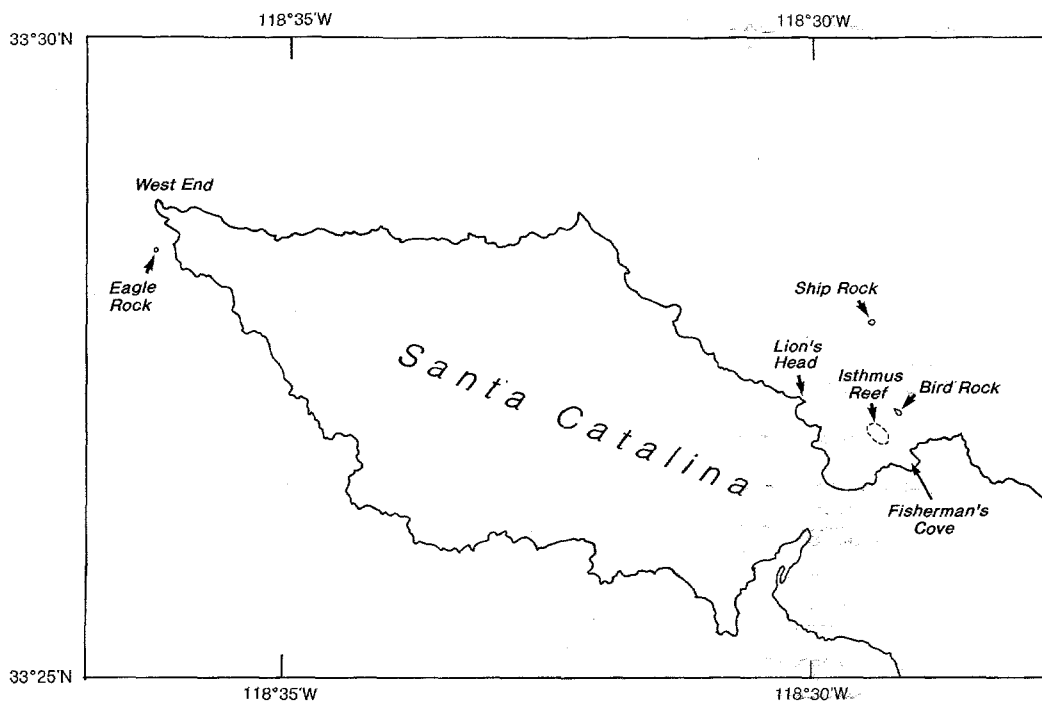 118°35'W
118°30'W
33°30'N
West End
Eagle
Rock
Ship Rock
Lion's
Head
Isthmus
Reef
Bird Rock
Santa Catalina
Fisherman's
Cove
33°25'N
118°35'W
118°30'W